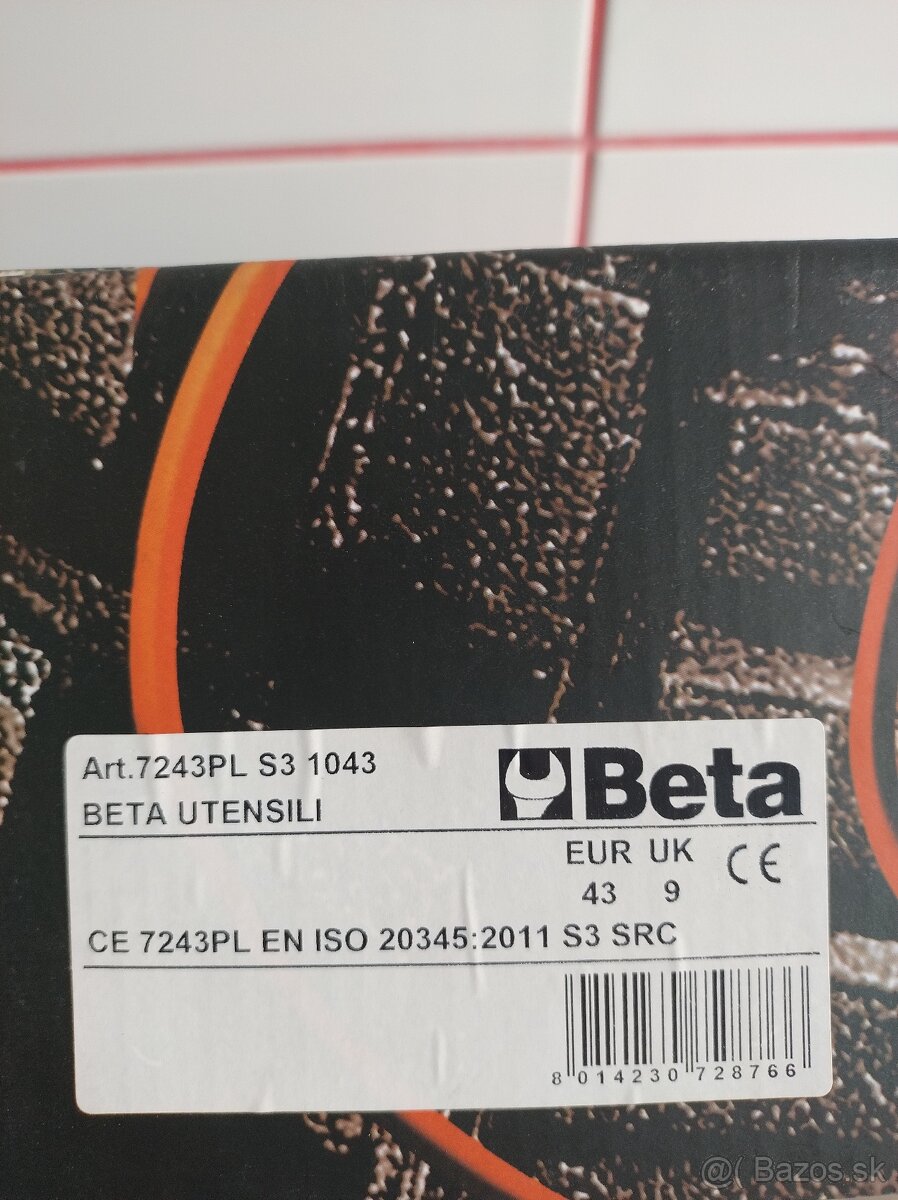 Art.7243PL S3 1043
BETA UTENSILI
Beta
EUR UK
43 9
CE
CE 7243PL EN ISO 20345:2011 S3 SRC
8 014230 728766
@( Bazos.sk